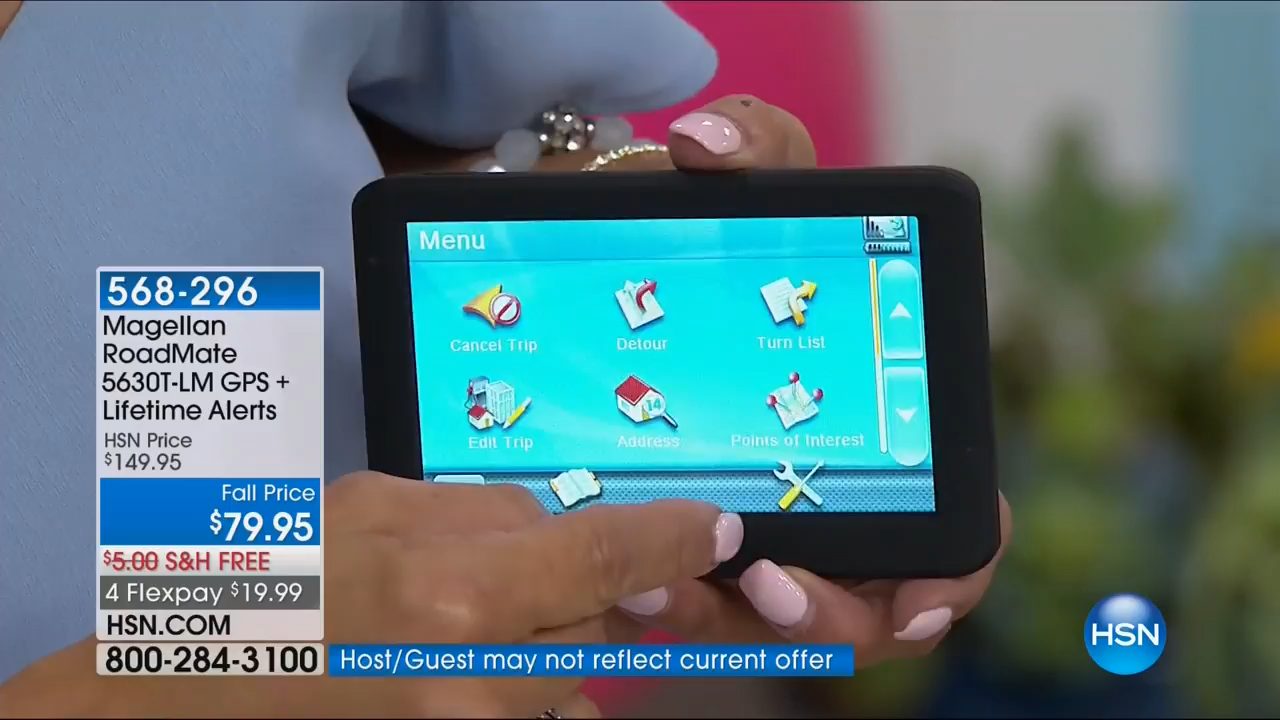 568-296
Magellan
RoadMate
5630T-LM GPS +
Lifetime Alerts
HSN Price
$149.95
Fall Price
$79.95
$5.00 S&H FREE
4 Flexpay $19.99
HSN.COM
800-284-3100
Host/Guest may not reflect current offer
Menu
Cancel Trip
Detour
Turn List
14
Edit Trip
Address
Points of Interest
HSN